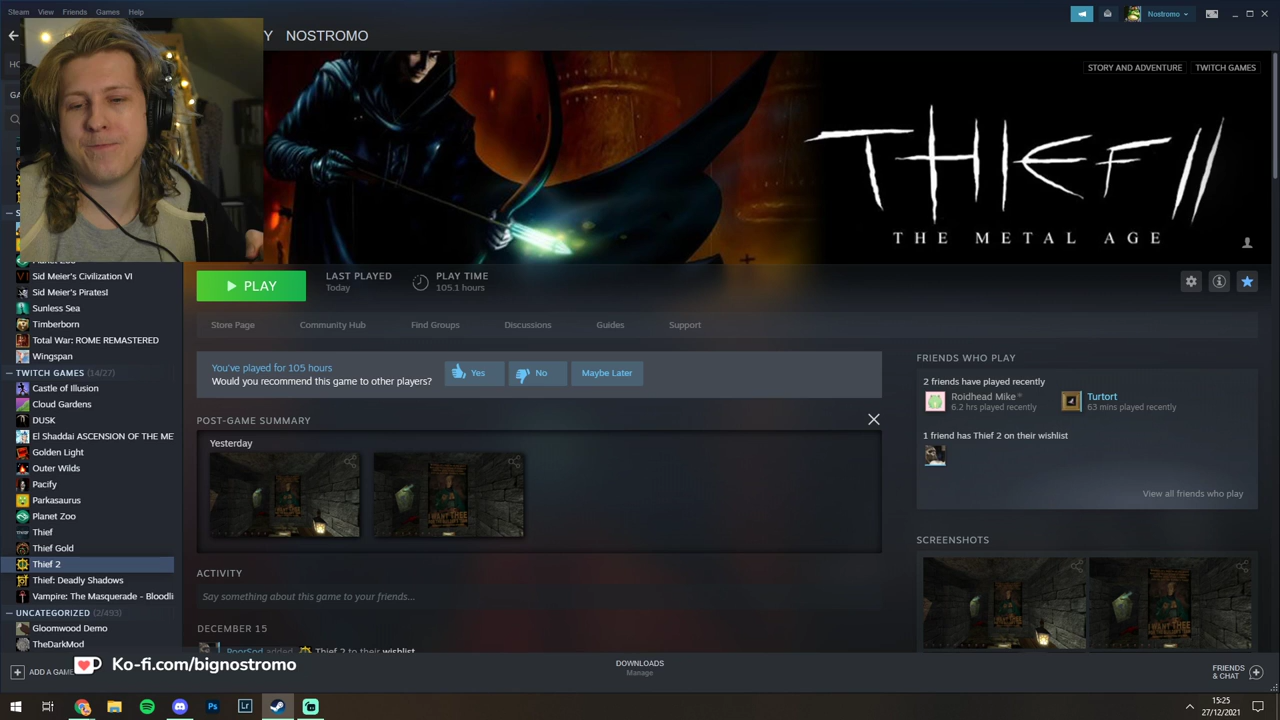 Steam View Friends Games Help
Nostromo
Y NOSTROMO
STORY AND ADVENTURE TWITCH GAMES
THIEF II
THE METAL AGE
PLAY
LAST PLAYED
Today
PLAY TIME
105.1 hours
Store Page Community Hub Find Groups Discussions Guides Support
Sid Meier's Civilization VI
Sid Meier's Pirates!
Sunless Sea
Timberborn
Total War: ROME REMASTERED
Wingspan
TWITCH GAMES (14/27)
Castle of Illusion
Cloud Gardens
DUSK
El Shaddai ASCENSION OF THE ME
Golden Light
Outer Wilds
Pacify
Parkasaurus
Planet Zoo
Thief
Thief Gold
Thief 2
Thief: Deadly Shadows
Vampire: The Masquerade - Bloodli
UNCATEGORIZED (2/493)
Gloomwood Demo
TheDarkMod
You've played for 105 hours
Would you recommend this game to other players?
Yes No Maybe Later
POST-GAME SUMMARY
Yesterday
ACTIVITY
Say something about this game to your friends...
DECEMBER 15
PoorSod added Thief 2 to their wishlist
FRIENDS WHO PLAY
2 friends have played recently
Roidhead Mike*
6.2 hrs played recently
Turtort
63 mins played recently
1 friend has Thief 2 on their wishlist
View all friends who play
SCREENSHOTS
I WANT THEE
ADD A GAME
Ko-fi.com/bignostromo
DOWNLOADS
Manage
FRIENDS
& CHAT
15:25
27/12/2021